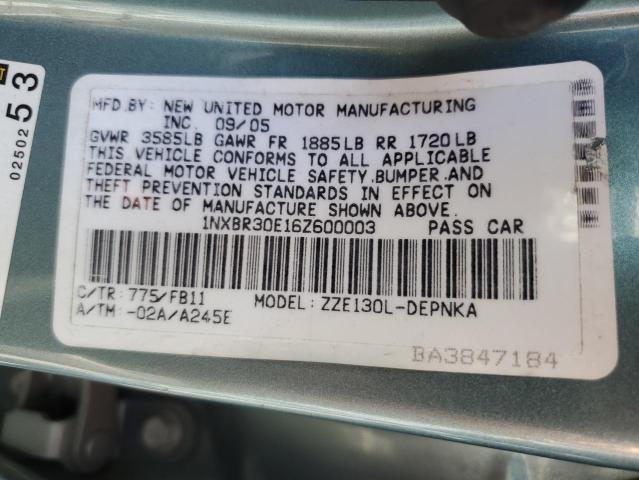 MFD.BY: NEW UNITED MOTOR MANUFACTURING
INC. 09/05
GVWR 3585LB GAWR FR 1885LB RR 1720LB
THIS VEHICLE CONFORMS TO ALL APPLICABLE
FEDERAL MOTOR VEHICLE SAFETY,BUMPER,AND
THEFT PREVENTION STANDARDS IN EFFECT ON
THE DATE OF MANUFACTURE SHOWN ABOVE.
1NXBR30E16Z600003 PASS CAR
C/TR: 775/FB11 MODEL: ZZE130L-DEPNKA
A/TM: -02A/A245E
BA3847184
02502
53